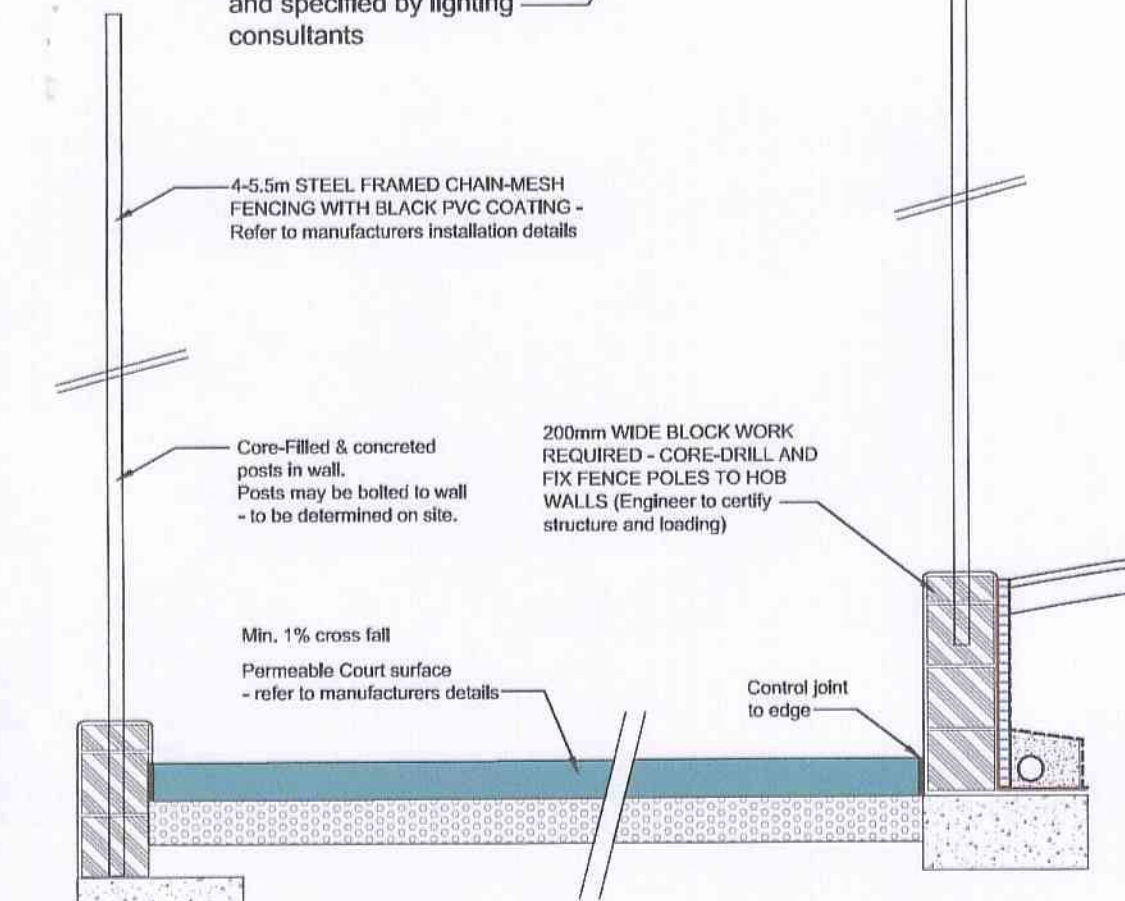 and specified by lighting
consultants
4-5.5m STEEL FRAMED CHAIN-MESH
FENCING WITH BLACK PVC COATING -
Refer to manufacturers installation details
Core-Filled & concreted
posts in wall.
Posts may be bolted to wall
- to be determined on site.
200mm WIDE BLOCK WORK
REQUIRED - CORE-DRILL AND
FIX FENCE POLES TO HOB
WALLS (Engineer to certify
structure and loading)
Min. 1% cross fall
Permeable Court surface
- refer to manufacturers details
Control joint
to edge